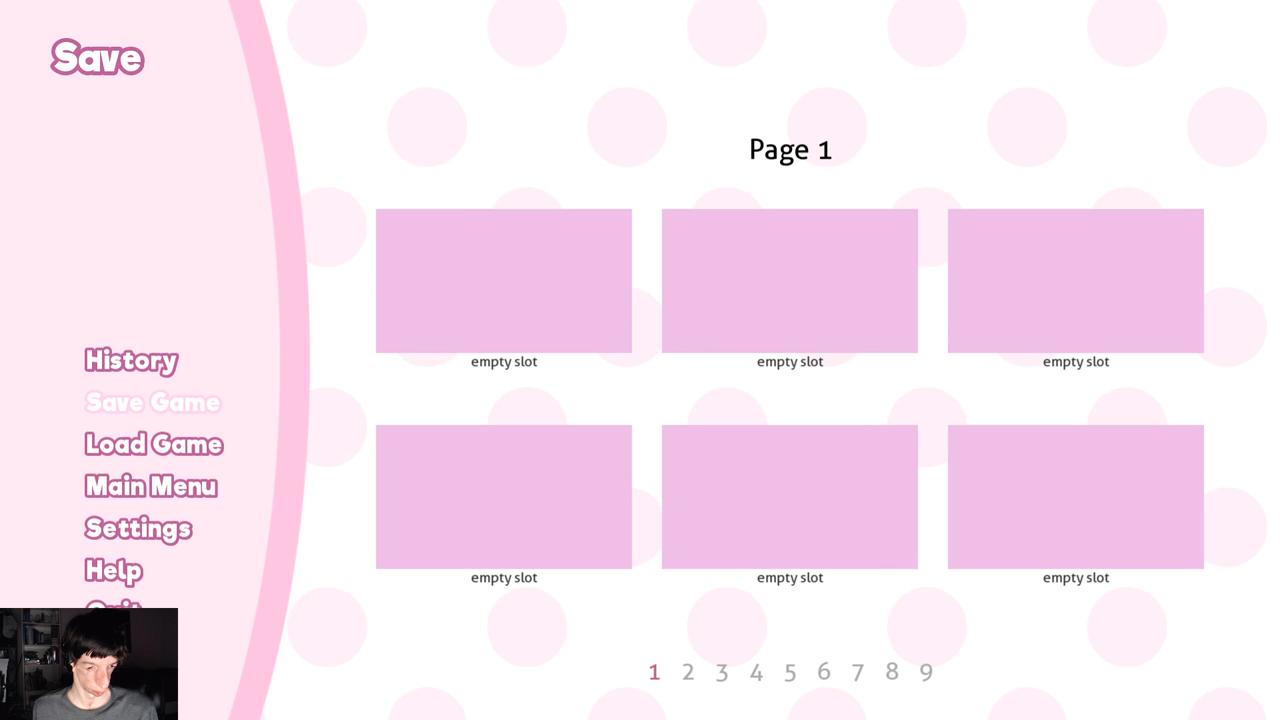 Save
Page 1
empty slot empty slot empty slot
History
Save Game
Load Game
Main Menu
Settings
Help
Quit
empty slot empty slot empty slot
1 2 3 4 5 6 7 8 9